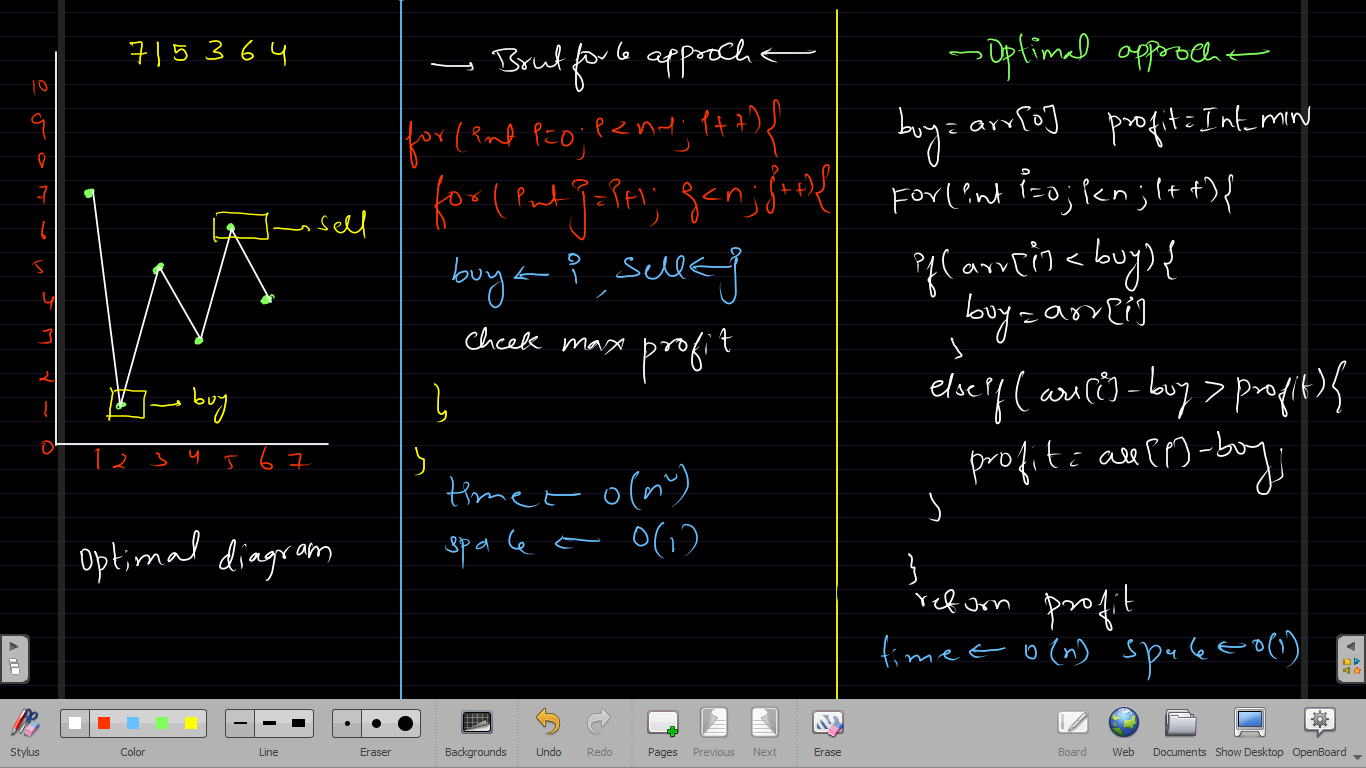 7 1 5 3 6 4
10
9
8
7
6
5
4
3
2
1
0
→ sell
→ buy
1 2 3 4 5 6 7
Optimal diagram
→ Brutforce approch ←
for(int i=0; i<n-1; i++){
for(int j=i+1; j<n; j++){
buy ← i, sell ← j
check max profit
}
}
time ← O(n²)
space ← O(1)
→ Optimal approch ←
buy = arr[0] profit = Int_min
For(int i=0; i<n; i++){
if(arr[i] < buy){
buy = arr[i]
}
elseif(arr[i] - buy > profit){
profit = arr[i] - buy;
}
}
return profit
time ← O(n) space ← O(1)
Stylus
Color
Line
Eraser
Backgrounds
Undo
Redo
Pages
Previous
Next
Erase
Board
Web
Documents
Show Desktop
OpenBoard